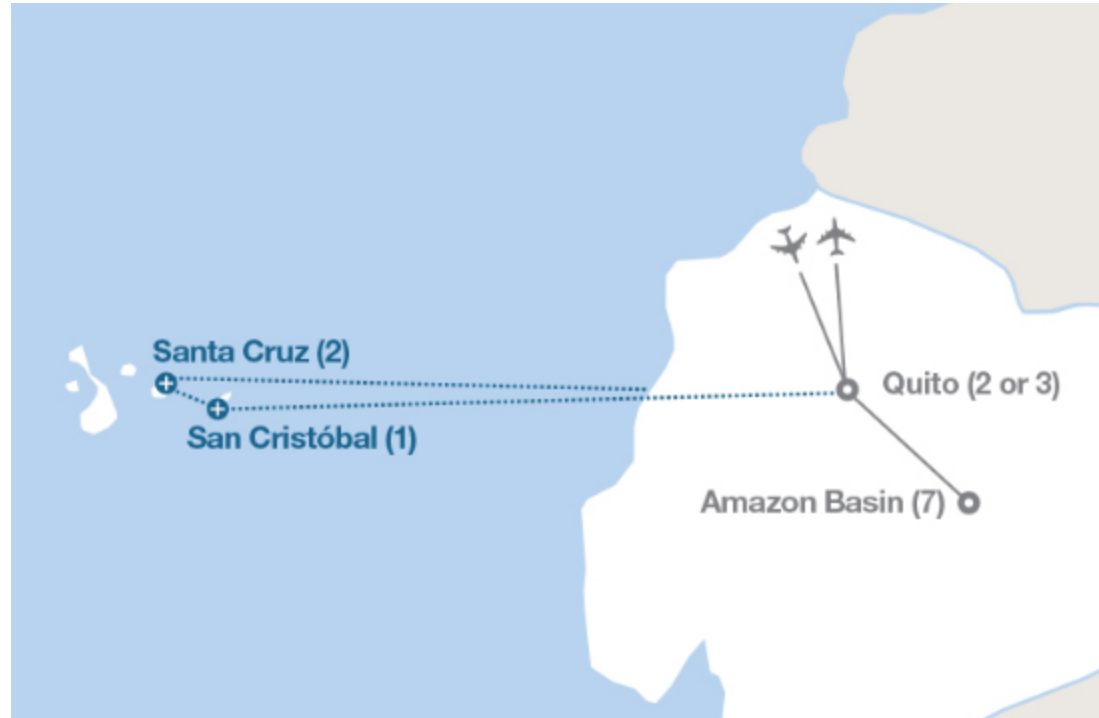 Santa Cruz (2)
Quito (2 or 3)
San Cristóbal (1)
Amazon Basin (7)